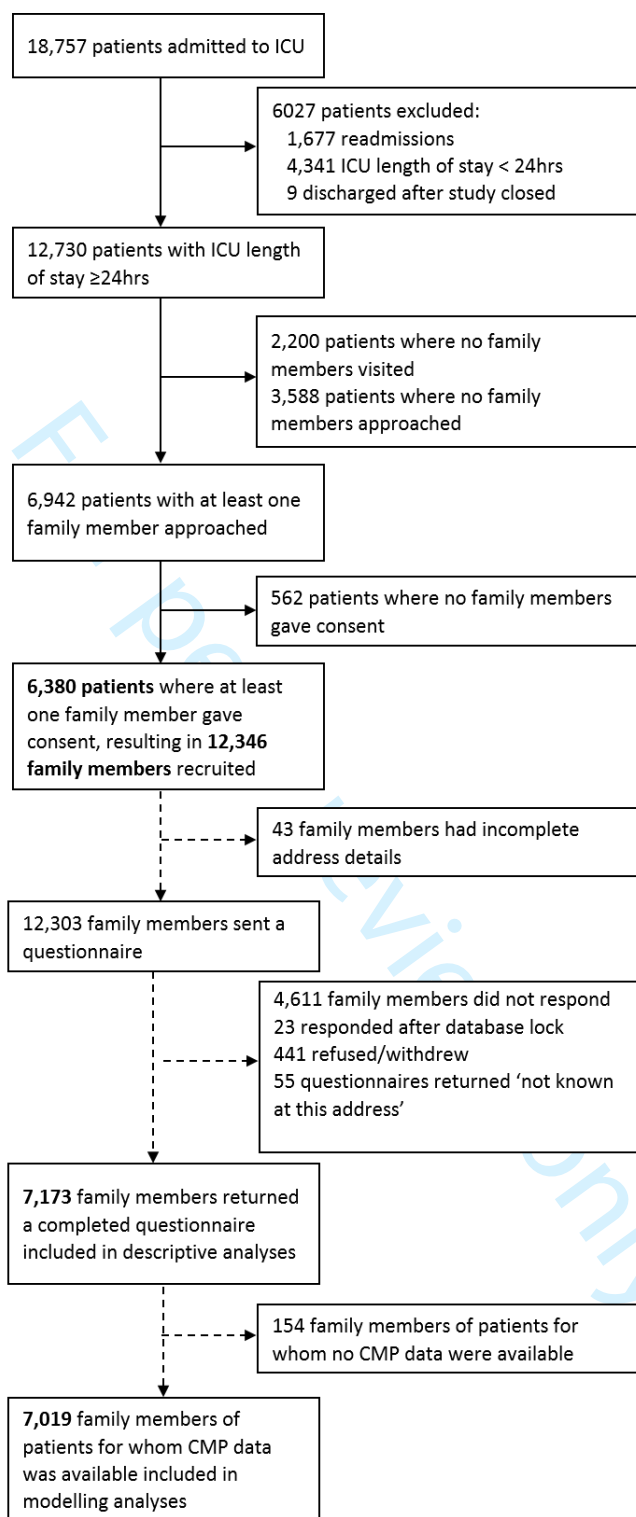 18,757 patients admitted to ICU
6027 patients excluded:
1,677 readmissions
4,341 ICU length of stay < 24hrs
9 discharged after study closed
12,730 patients with ICU length
of stay ≥24hrs
2,200 patients where no family
members visited
3,588 patients where no family
members approached
6,942 patients with at least one
family member approached
562 patients where no family members
gave consent
6,380 patients where at least
one family member gave
consent, resulting in 12,346
family members recruited
43 family members had incomplete
address details
12,303 family members sent a
questionnaire
4,611 family members did not respond
23 responded after database lock
441 refused/withdrew
55 questionnaires returned ‘not known
at this address’
7,173 family members returned
a completed questionnaire
included in descriptive analyses
154 family members of patients for
whom no CMP data were available
7,019 family members of
patients for whom CMP data
was available included in
modelling analyses